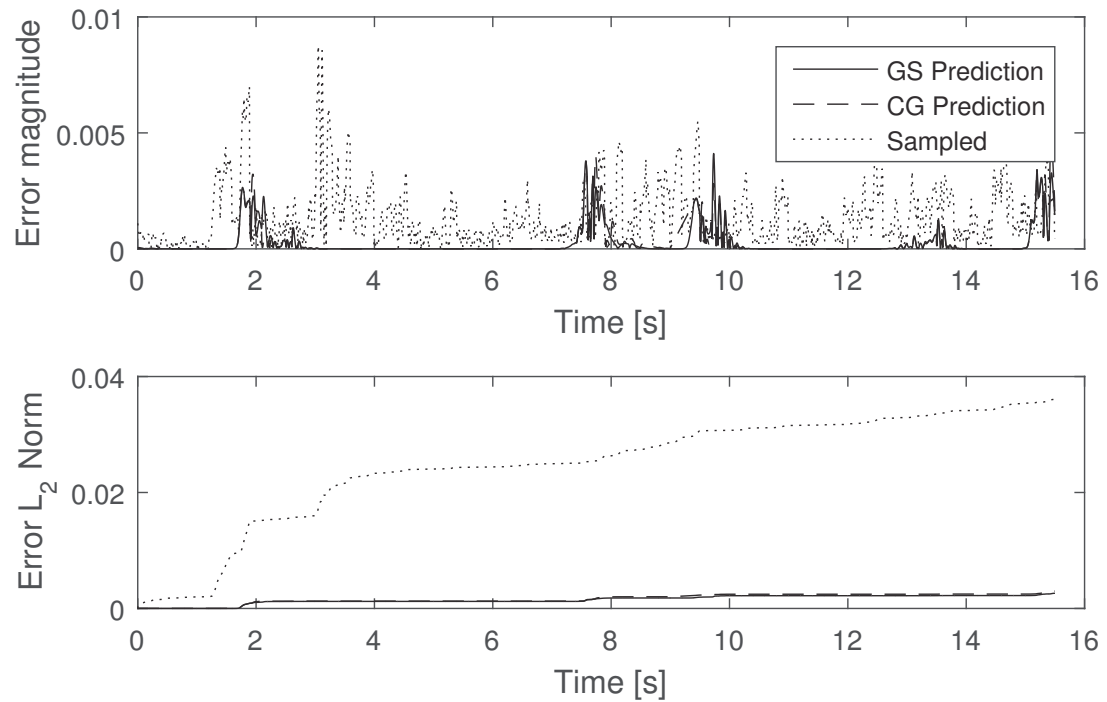 0.01
0.005
0
Error magnitude
GS Prediction
CG Prediction
Sampled
0 2 4 6 8 10 12 14 16
Time [s]
0.04
0.02
0
Error L2 Norm
0 2 4 6 8 10 12 14 16
Time [s]